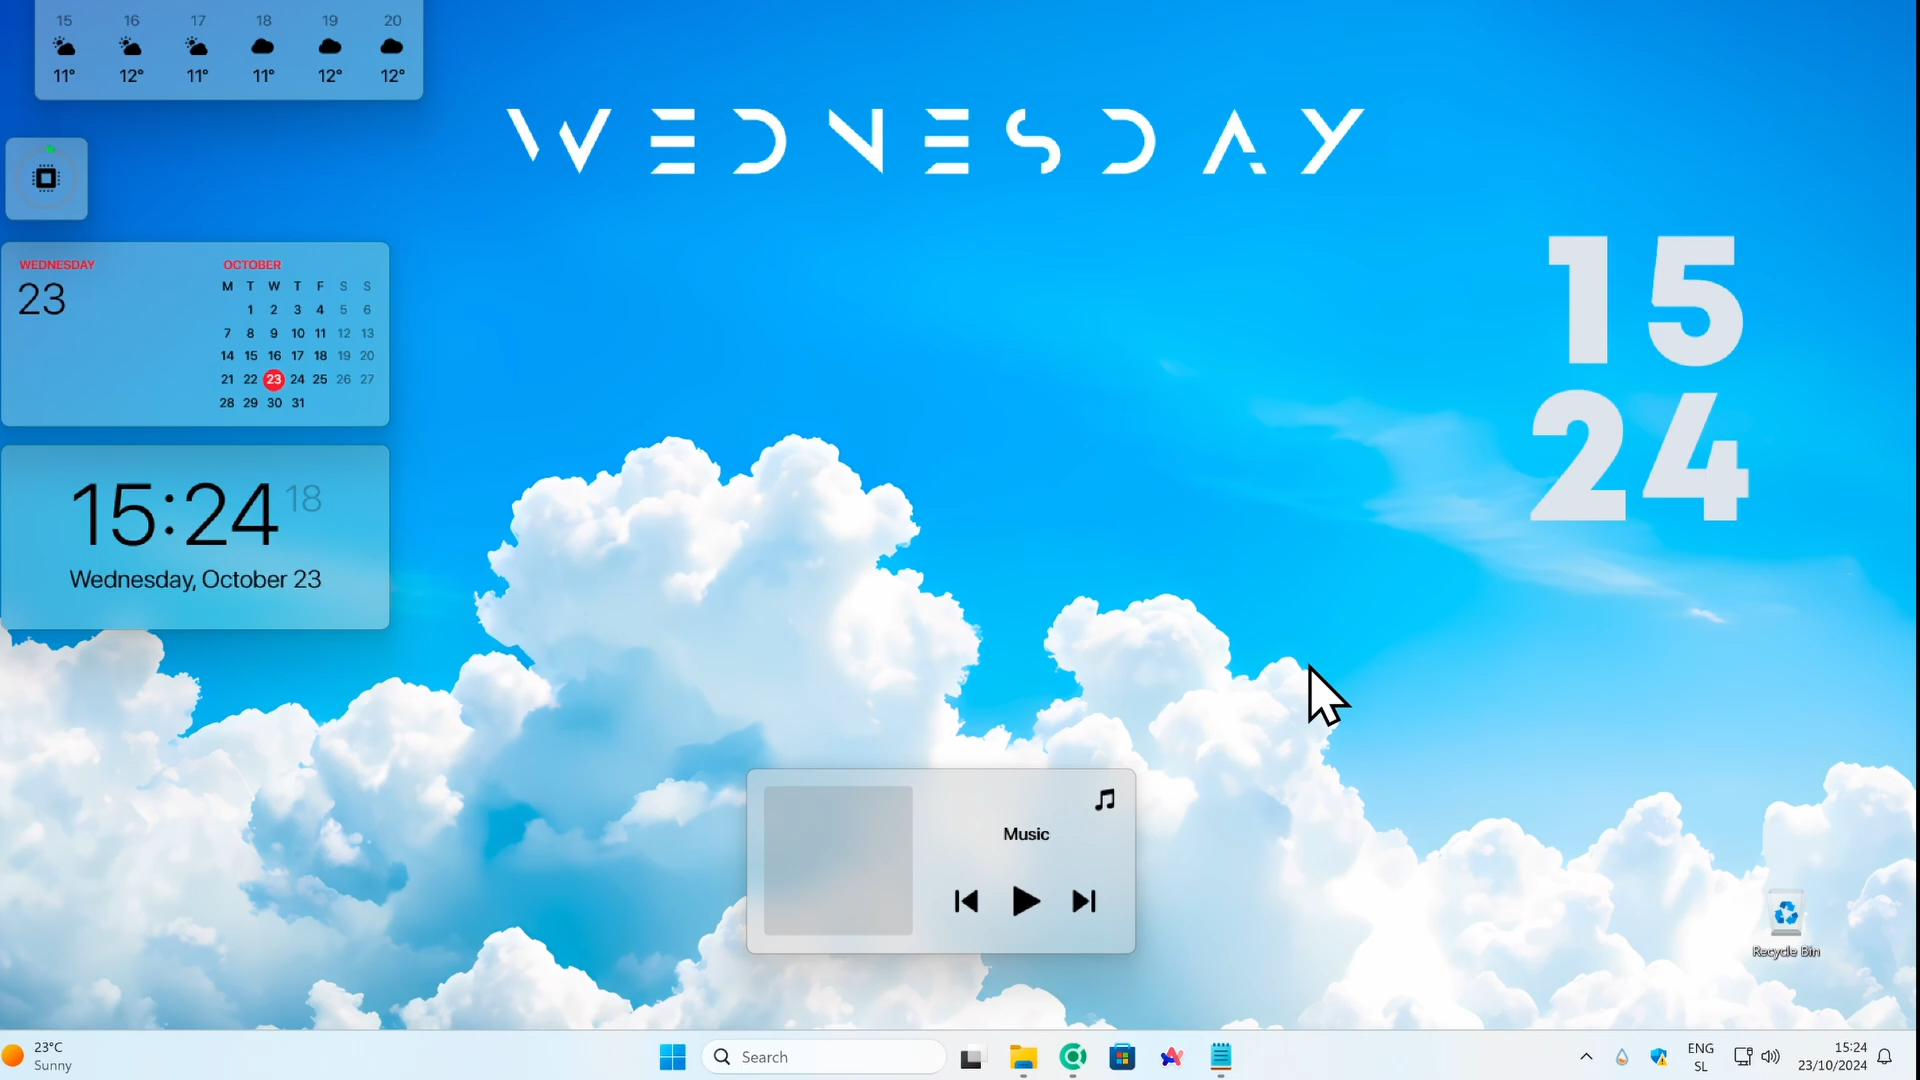 15 16 17 18 19 20
11° 12° 11° 11° 12° 12°
WEDNESDAY
WEDNESDAY
23
OCTOBER
M T W T F S S
1 2 3 4 5 6
7 8 9 10 11 12 13
14 15 16 17 18 19 20
21 22 23 24 25 26 27
28 29 30 31
15
24
15:24 18
Wednesday, October 23
Music
Recycle Bin
23°C
Sunny
Search
ENG
SL
15:24
23/10/2024